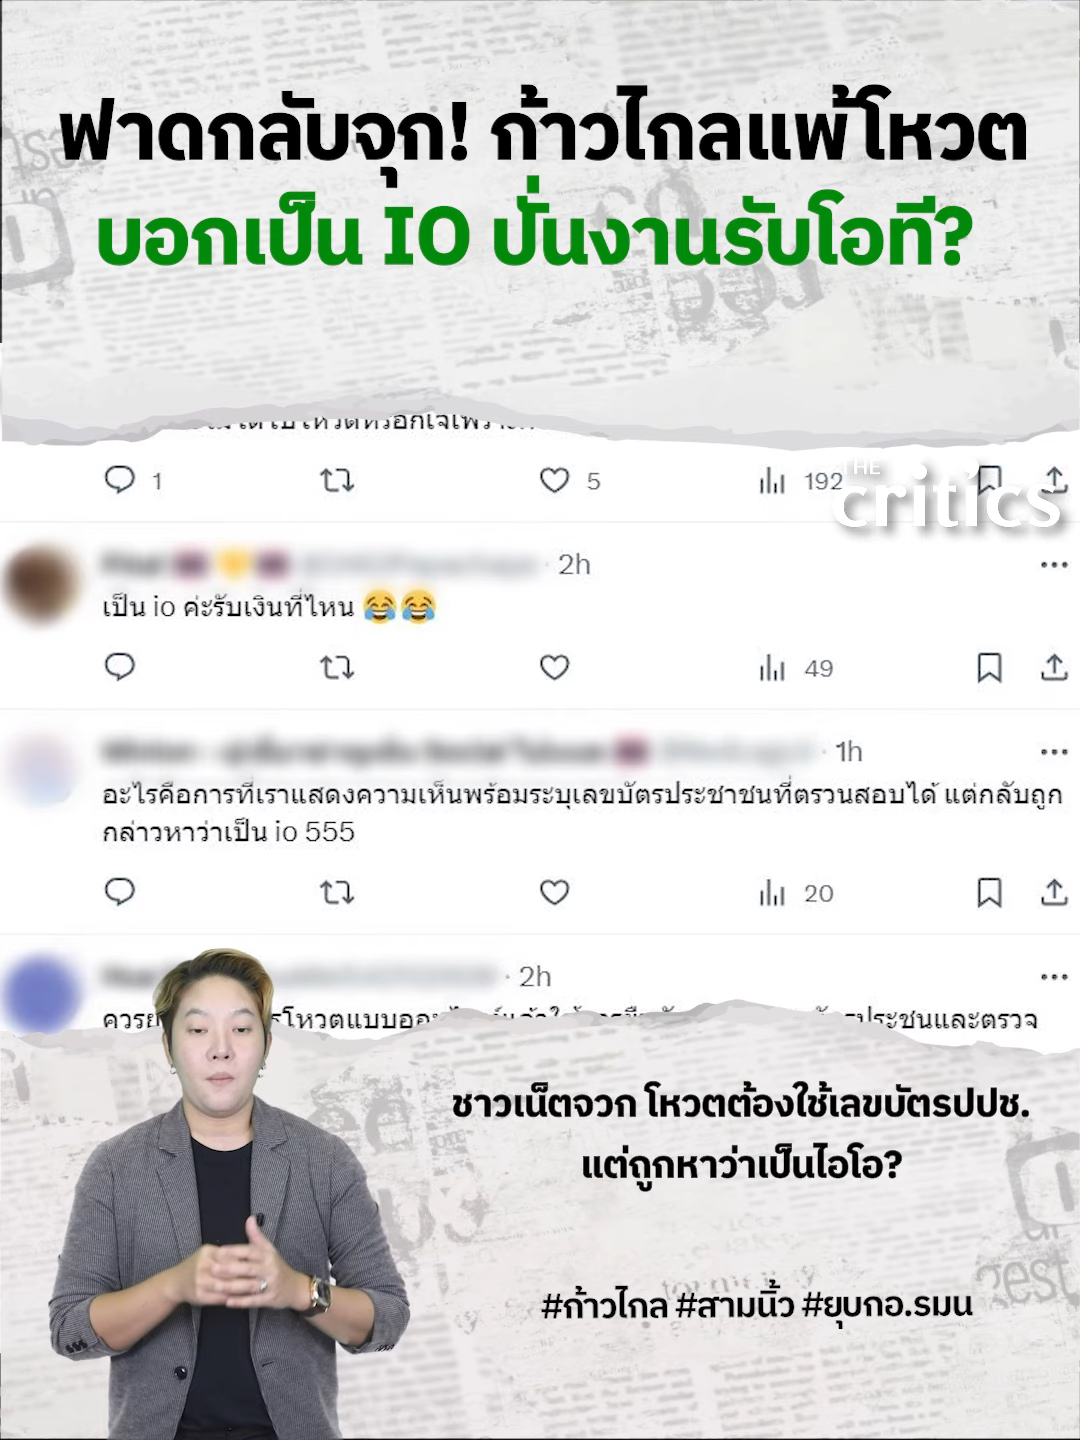 ฟาดกลับจุก! ก้าวไกลแพ้โหวต
บอกเป็น IO ปั่นงานรับโอที?
1 5 192
THE
critics
· 2h
เป็น io ค่ะรับเงินที่ไหน 😂😂
49
· 1h
อะไรคือการที่เราแสดงความเห็นพร้อมระบุเลขบัตรประชาชนที่ตรวนสอบได้ แต่กลับถูก
กล่าวหาว่าเป็น io 555
20
· 2h
ชาวเน็ตจวก โหวตต้องใช้เลขบัตรปปช.
แต่ถูกหาว่าเป็นไอโอ?
#ก้าวไกล #สามนิ้ว #ยุบกอ.รมน